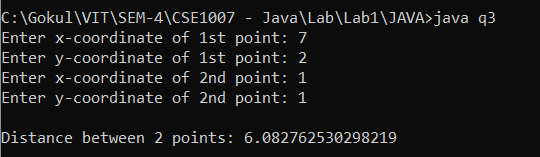 C:\Gokul\VIT\SEM-4\CSE1007 - Java\Lab\Lab1\JAVA>java q3
Enter x-coordinate of 1st point: 7
Enter y-coordinate of 1st point: 2
Enter x-coordinate of 2nd point: 1
Enter y-coordinate of 2nd point: 1
Distance between 2 points: 6.082762530298219